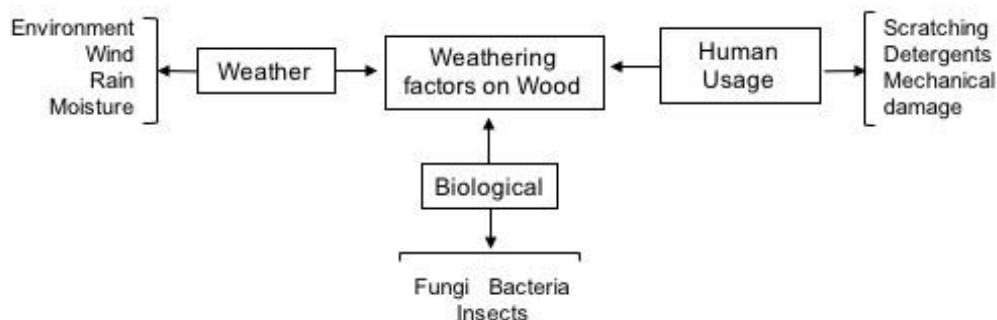 Environment
Wind
Rain
Moisture
Weather
Weathering
factors on Wood
Human
Usage
Scratching
Detergents
Mechanical
damage
Biological
Fungi Bacteria
Insects